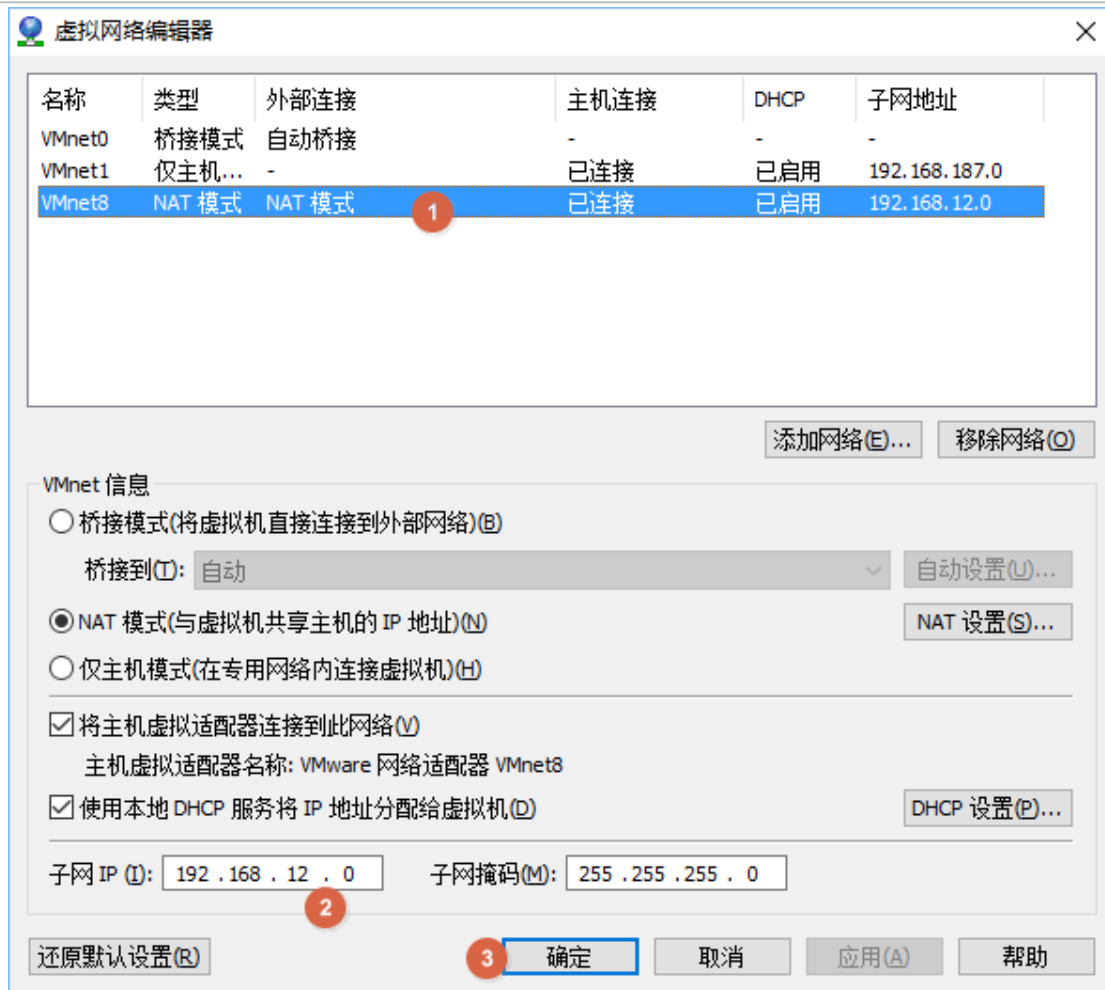 虚拟网络编辑器
名称 类型 外部连接 主机连接 DHCP 子网地址
VMnet0 桥接模式 自动桥接 - - -
VMnet1 仅主机... - 已连接 已启用 192.168.187.0
VMnet8 NAT 模式 NAT 模式 1 已连接 已启用 192.168.12.0
添加网络(E)... 移除网络(O)
VMnet 信息
桥接模式(将虚拟机直接连接到外部网络)(B)
桥接到(T): 自动 自动设置(U)...
NAT 模式(与虚拟机共享主机的 IP 地址)(N) NAT 设置(S)...
仅主机模式(在专用网络内连接虚拟机)(H)
将主机虚拟适配器连接到此网络(V)
主机虚拟适配器名称: VMware 网络适配器 VMnet8
使用本地 DHCP 服务将 IP 地址分配给虚拟机(D) DHCP 设置(P)...
子网 IP (I): 192 . 168 . 12 . 0 子网掩码(M): 255 . 255 . 255 . 0
2
还原默认设置(R) 3 确定 取消 应用(A) 帮助